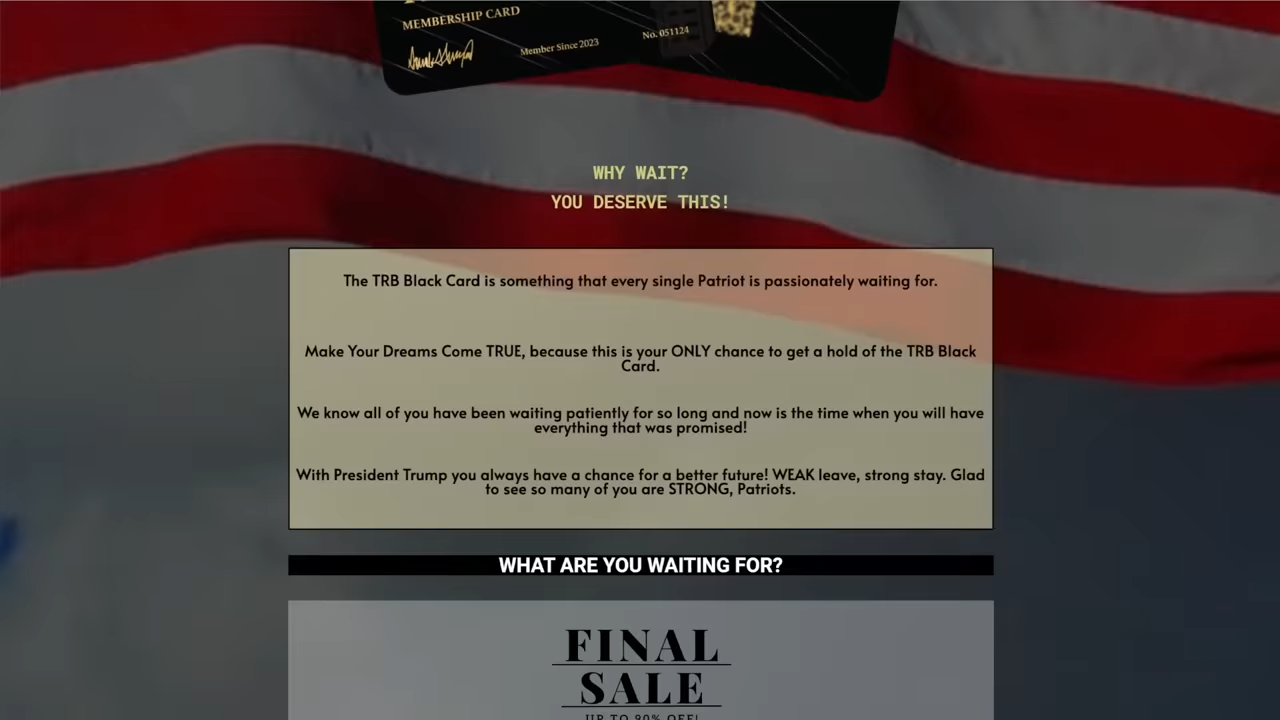 MEMBERSHIP CARD
Member Since 2023
No. 051124
WHY WAIT?
YOU DESERVE THIS!
The TRB Black Card is something that every single Patriot is passionately waiting for.
Make Your Dreams Come TRUE, because this is your ONLY chance to get a hold of the TRB Black
Card.
We know all of you have been waiting patiently for so long and now is the time when you will have
everything that was promised!
With President Trump you always have a chance for a better future! WEAK leave, strong stay. Glad
to see so many of you are STRONG, Patriots.
WHAT ARE YOU WAITING FOR?
FINAL
SALE
UP TO 90% OFF!